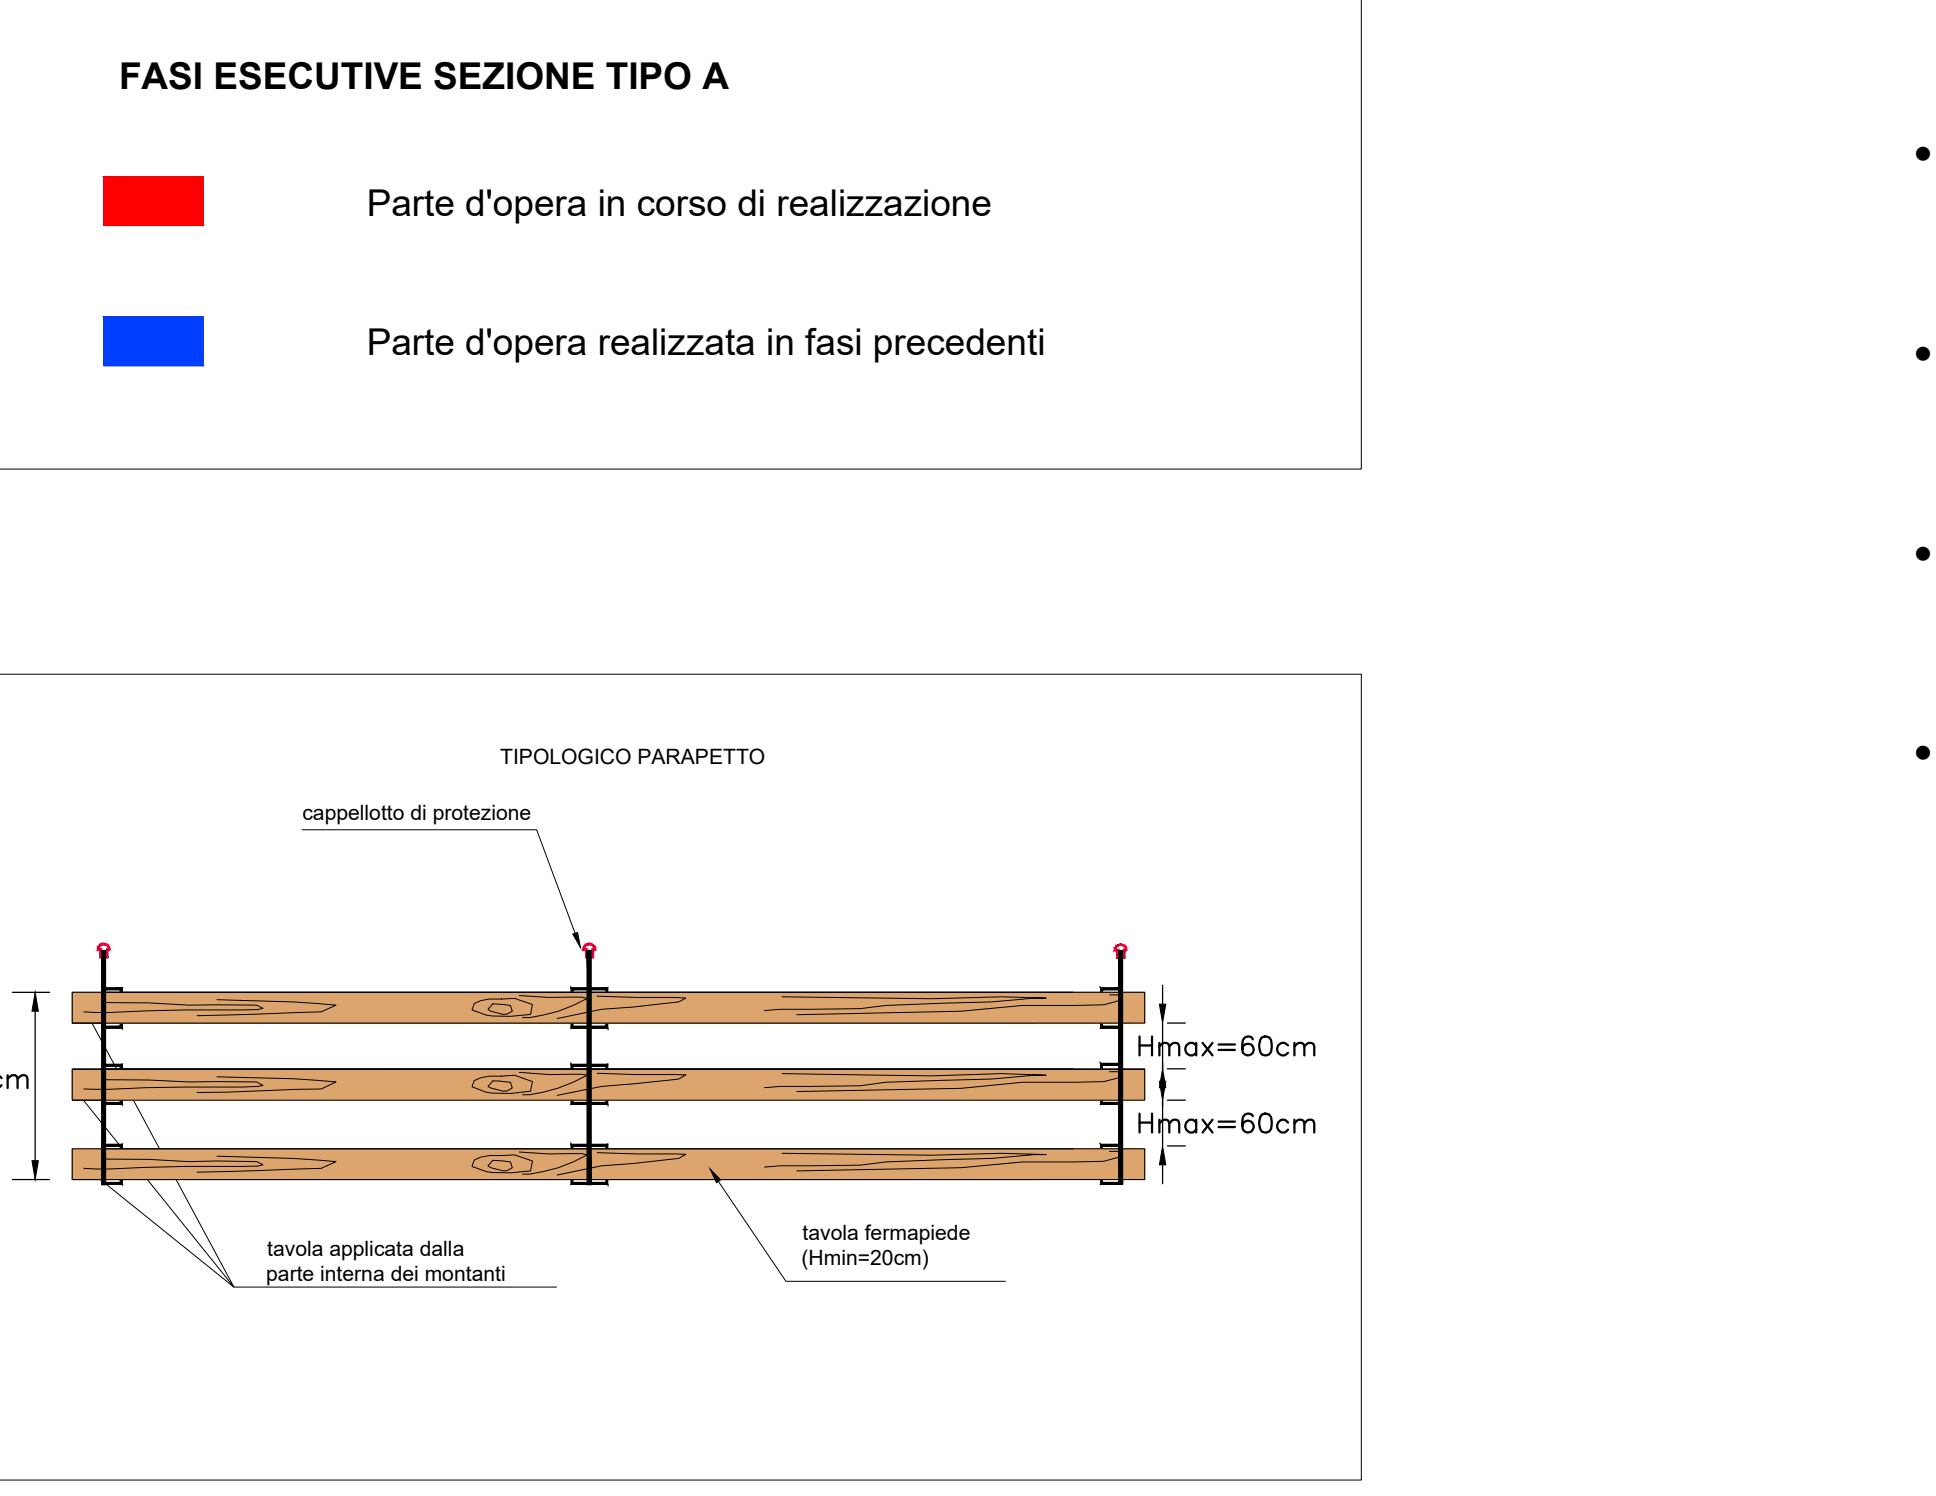 FASI ESECUTIVE SEZIONE TIPO A
Parte d'opera in corso di realizzazione
Parte d'opera realizzata in fasi precedenti
•
•
•
•
TIPOLOGICO PARAPETTO
cappellotto di protezione
Hmax=60cm
cm
Hmax=60cm
tavola fermapiede
(Hmin=20cm)
tavola applicata dalla
parte interna dei montanti